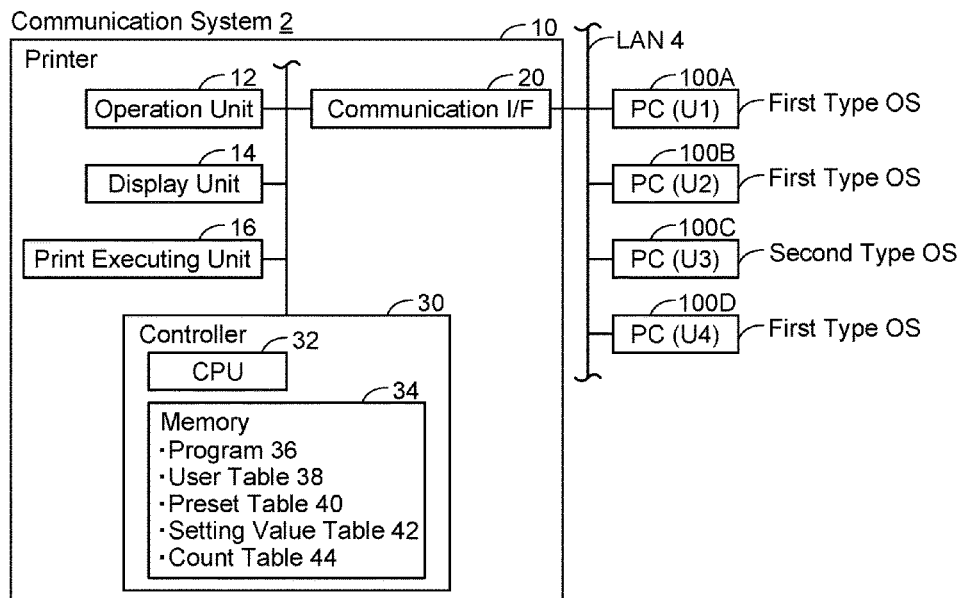 Communication System 2
10
LAN 4
Printer
12
20
100A
Operation Unit
Communication I/F
PC (U1)
First Type OS
14
100B
Display Unit
PC (U2)
First Type OS
16
100C
Print Executing Unit
PC (U3)
Second Type OS
30
100D
Controller
PC (U4)
First Type OS
32
CPU
34
Memory
·Program 36
·User Table 38
·Preset Table 40
·Setting Value Table 42
·Count Table 44